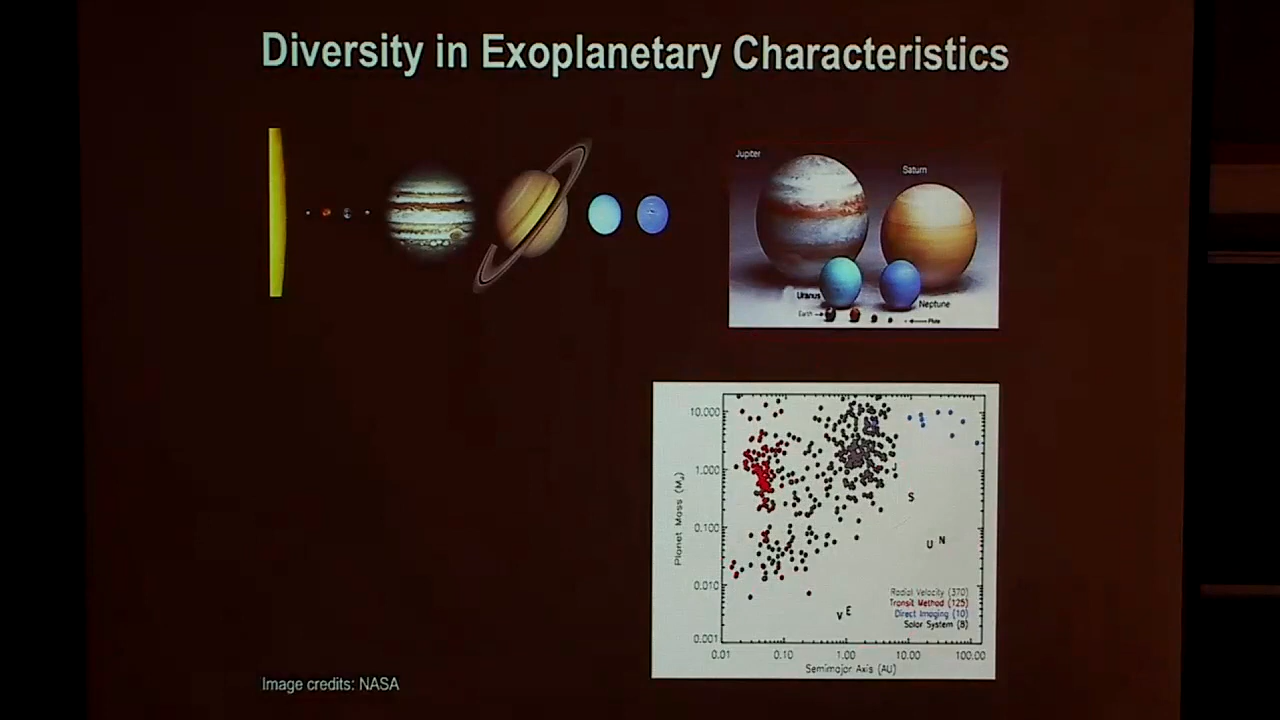 Diversity in Exoplanetary Characteristics
Jupiter
Saturn
Uranus
Neptune
Earth
Pluto
10.000
1.000
0.100
0.010
0.001
Planet Mass (MJ)
J
S
U N
V E
Radial Velocity (370)
Transit Method (125)
Direct Imaging (10)
Solar System (8)
0.01 0.10 1.00 10.00 100.00
Semimajor Axis (AU)
Image credits: NASA